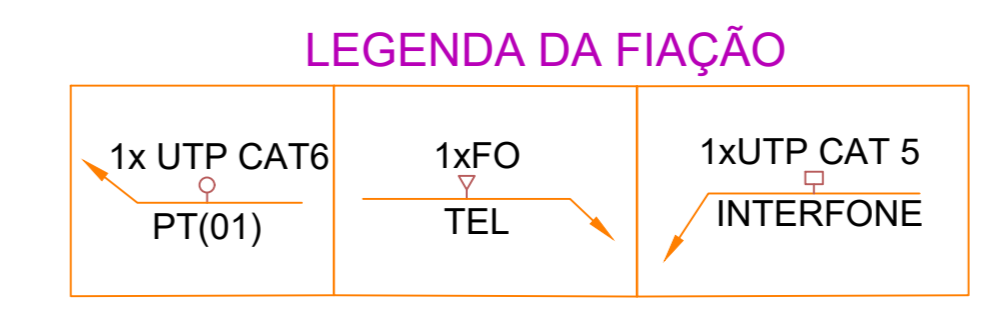 LEGENDA DA FIAÇÃO
1x UTP CAT6
PT(01)
1xFO
TEL
1xUTP CAT 5
INTERFONE